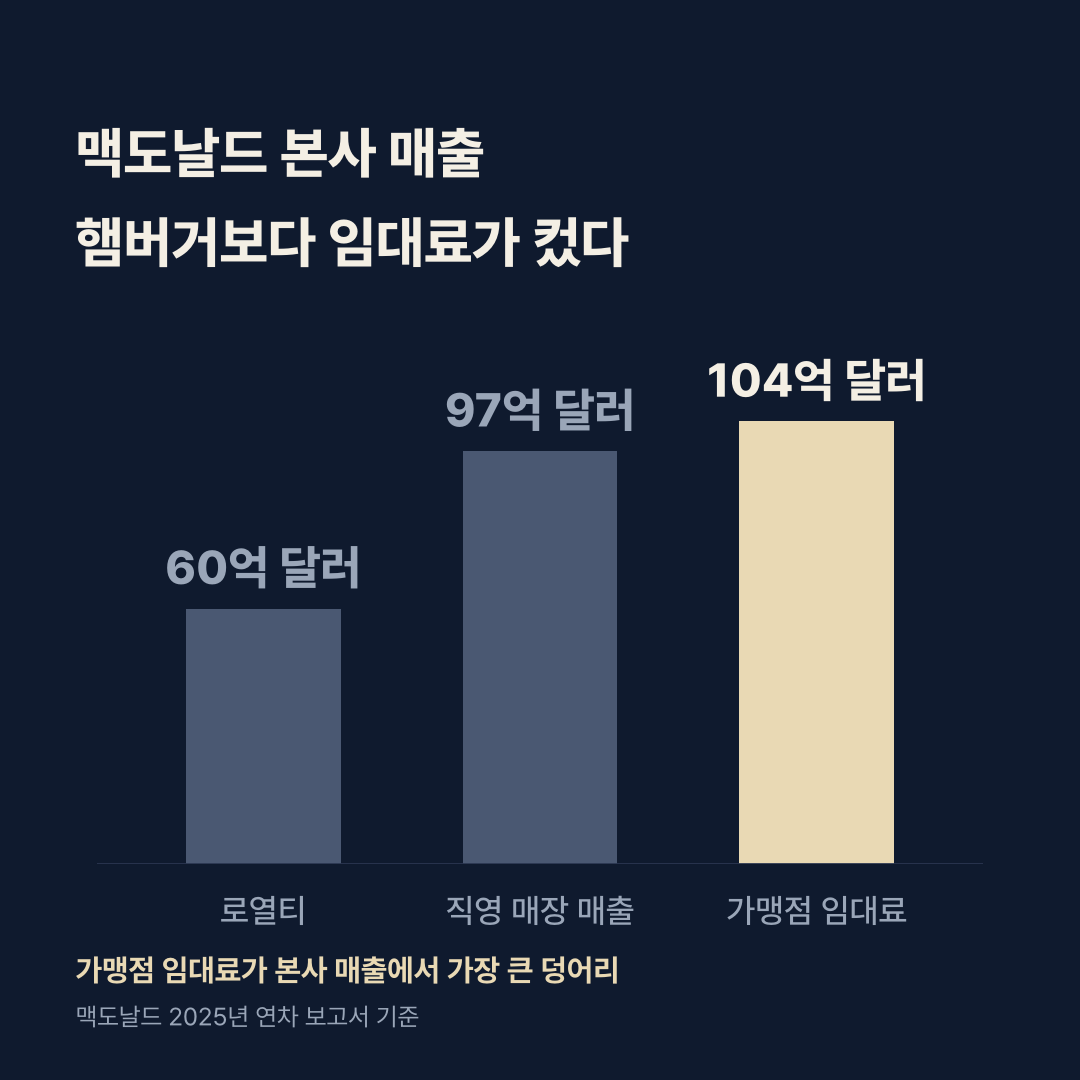 맥도날드 본사 매출
햄버거보다 임대료가 컸다
104억 달러
97억 달러
60억 달러
로열티 직영 매장 매출 가맹점 임대료
가맹점 임대료가 본사 매출에서 가장 큰 덩어리
맥도날드 2025년 연차 보고서 기준